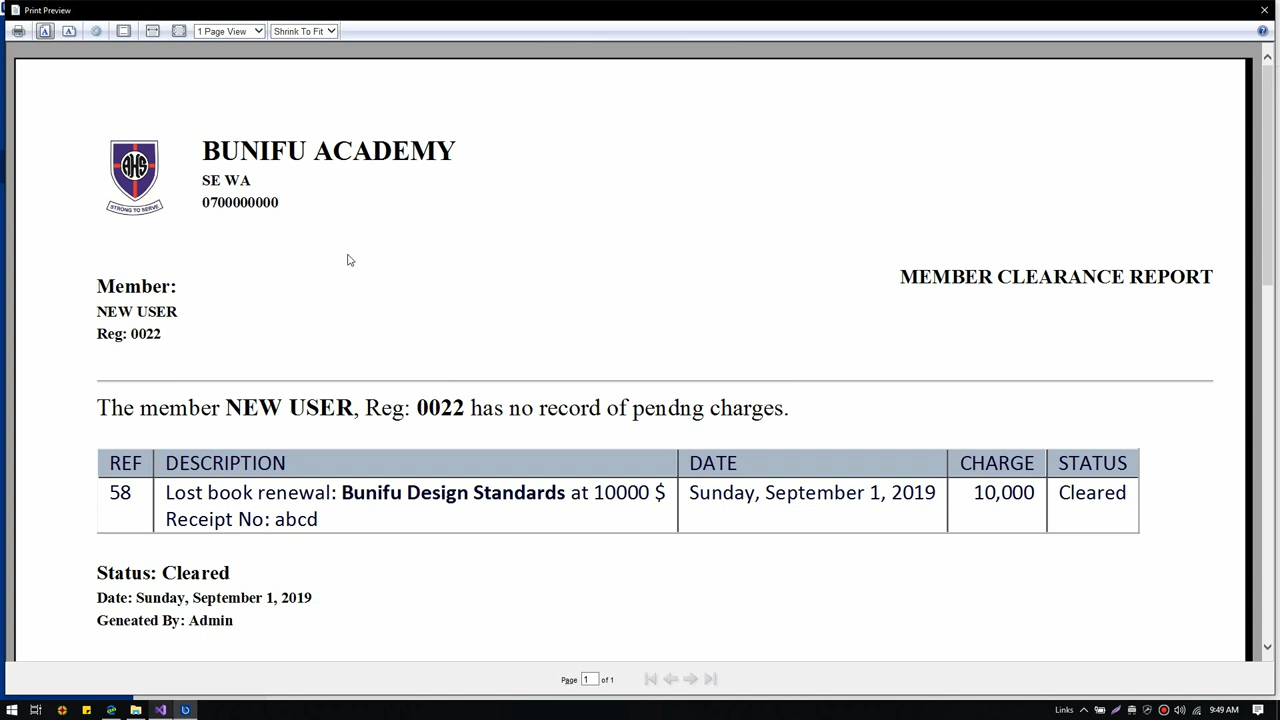 Print Preview
1 Page View
Shrink To Fit
AHS
STRONG TO SERVE
BUNIFU ACADEMY
SE WA
0700000000
Member:
NEW USER
Reg: 0022
MEMBER CLEARANCE REPORT
The member NEW USER, Reg: 0022 has no record of pendng charges.
REF DESCRIPTION DATE CHARGE STATUS
58 Lost book renewal: Bunifu Design Standards at 10000 $ Sunday, September 1, 2019 10,000 Cleared
Receipt No: abcd
Status: Cleared
Date: Sunday, September 1, 2019
Geneated By: Admin
Page 1 of 1
Links 9:49 AM